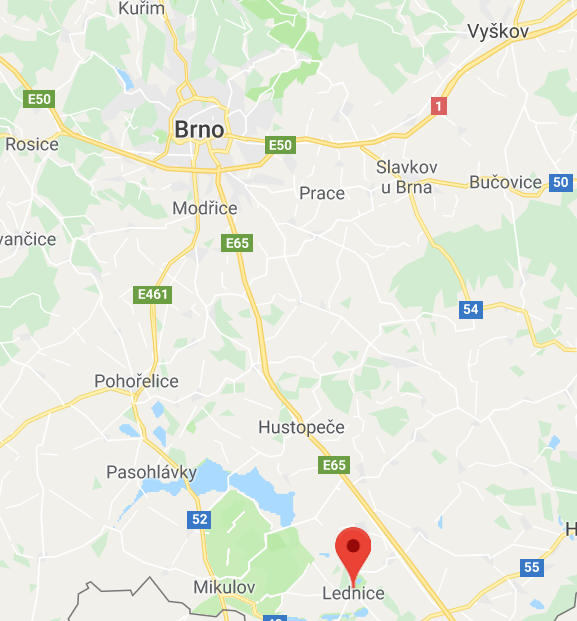 Kuřim
Vyškov
E50
1
Brno
Rosice
E50
Slavkov
u Brna
Bučovice
50
Prace
Modřice
vančice
E65
E461
54
Pohořelice
Hustopeče
E65
Pasohlávky
52
H
55
Mikulov
Lednice